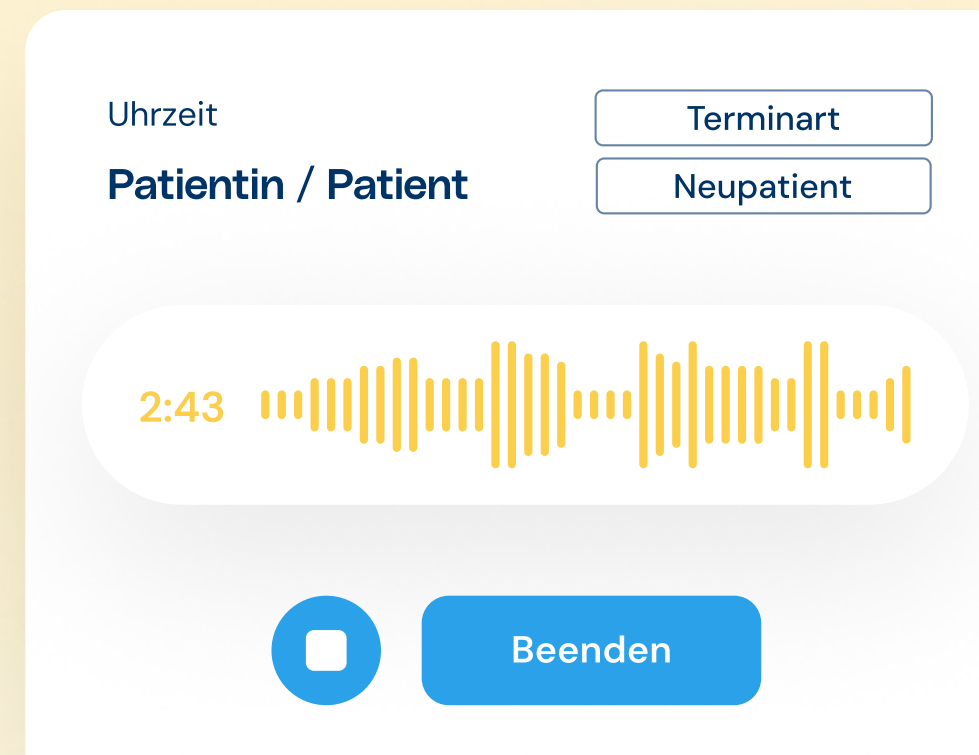 Uhrzeit
Patientin / Patient
Terminart
Neupatient
2:43
Beenden